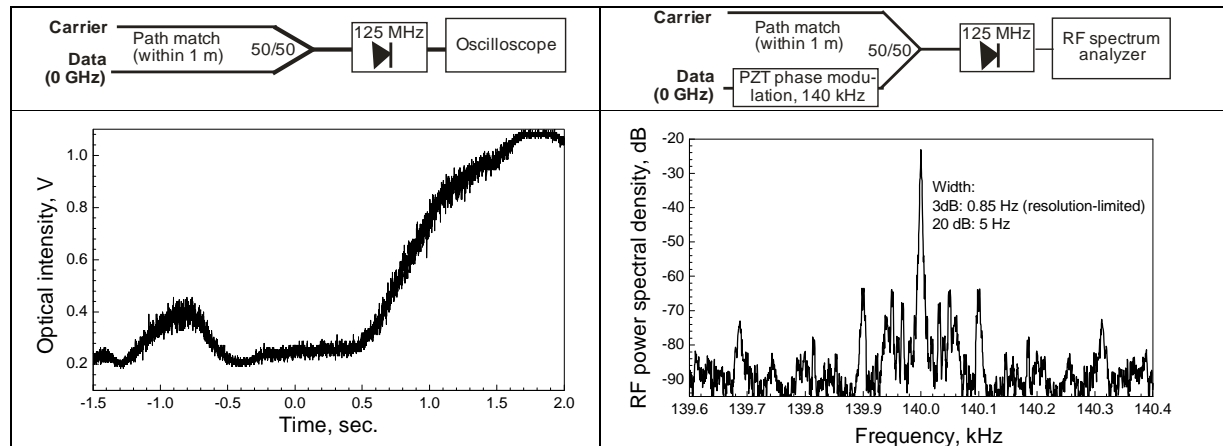 Carrier
Path match
(within 1 m)
50/50
Data
(0 GHz)
125 MHz
Oscilloscope
Carrier
Path match
(within 1 m)
50/50
Data
(0 GHz)
PZT phase modu-
lation, 140 kHz
125 MHz
RF spectrum
analyzer
Optical intensity, V
1.0
0.8
0.6
0.4
0.2
-1.5 -1.0 -0.5 0.0 0.5 1.0 1.5 2.0
Time, sec.
RF power spectral density, dB
-20
-30
-40
-50
-60
-70
-80
-90
Width:
3dB: 0.85 Hz (resolution-limited)
20 dB: 5 Hz
139.6 139.7 139.8 139.9 140.0 140.1 140.2 140.3 140.4
Frequency, kHz